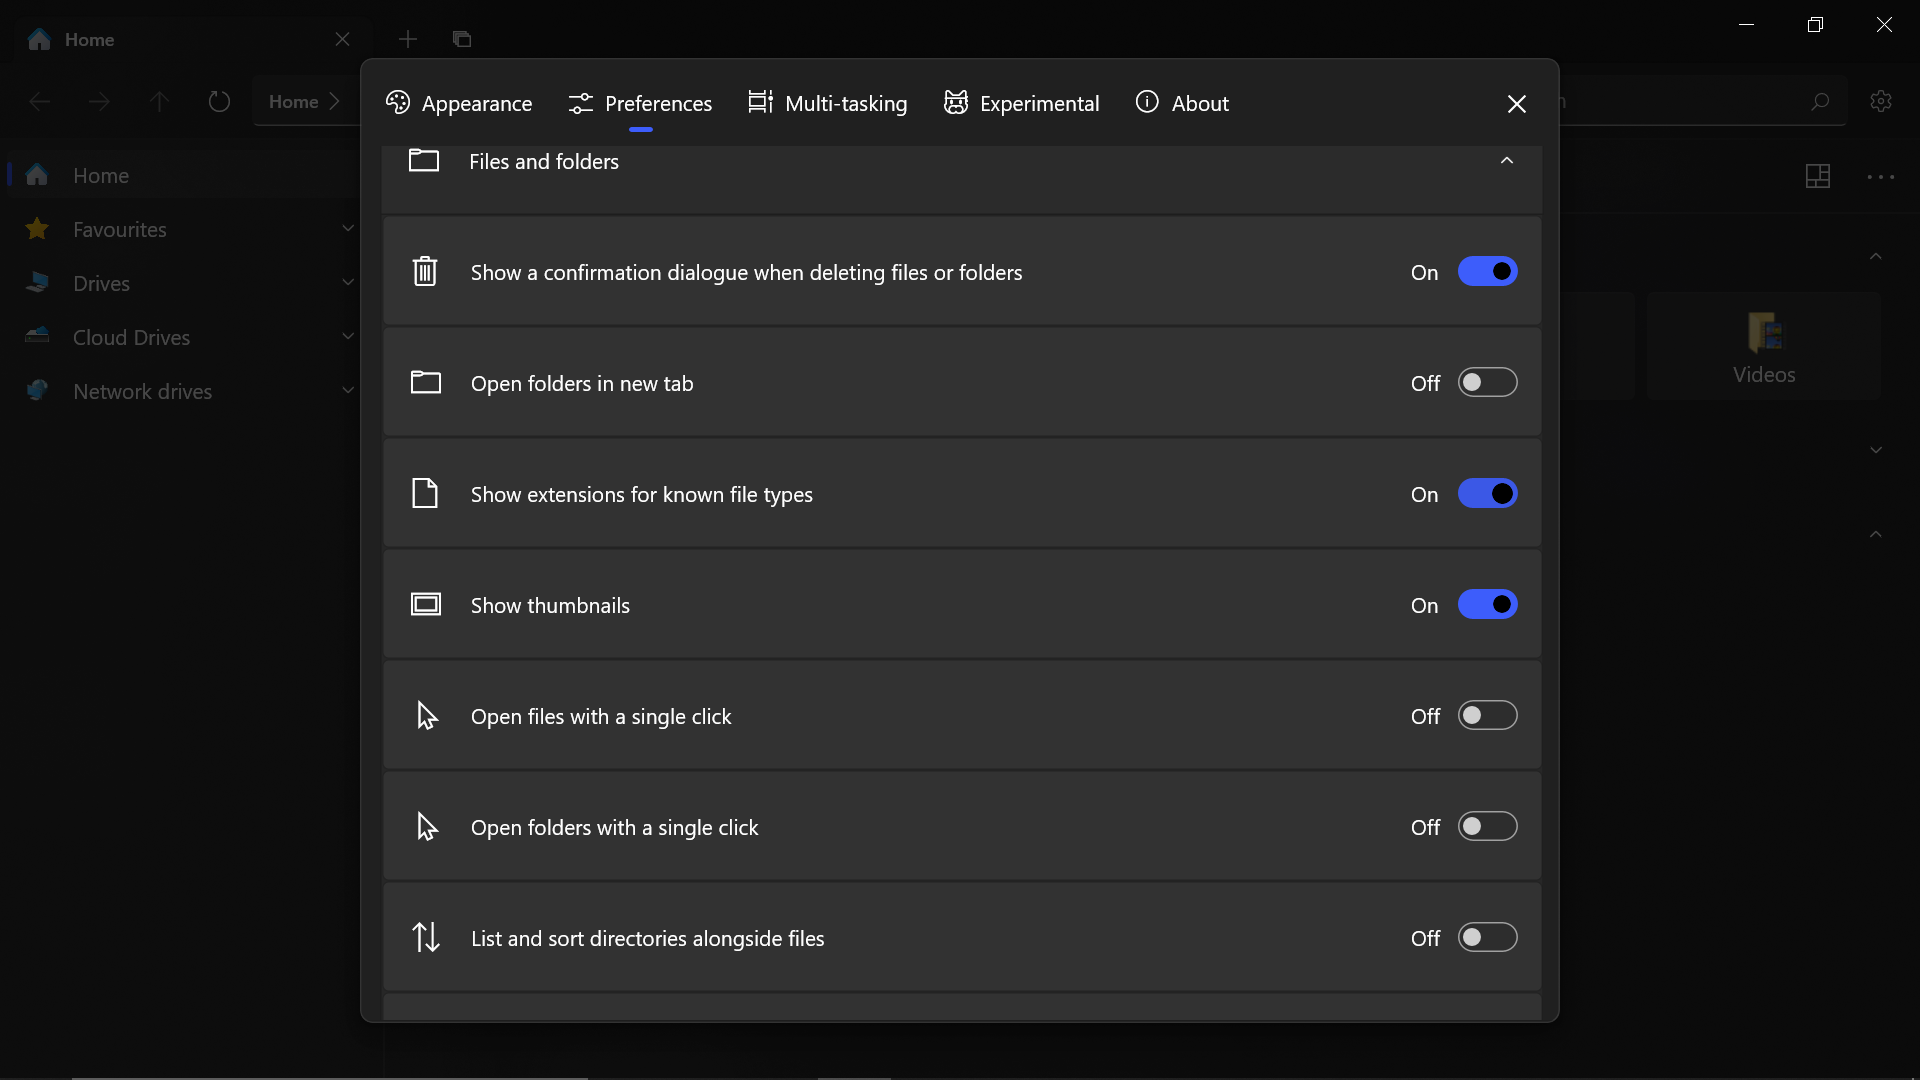 Home
Home
Appearance
Preferences
Multi-tasking
Experimental
About
Home
Favourites
Drives
Cloud Drives
Network drives
Files and folders
Show a confirmation dialogue when deleting files or folders
On
Open folders in new tab
Off
Show extensions for known file types
On
Show thumbnails
On
Open files with a single click
Off
Open folders with a single click
Off
List and sort directories alongside files
Off
Videos